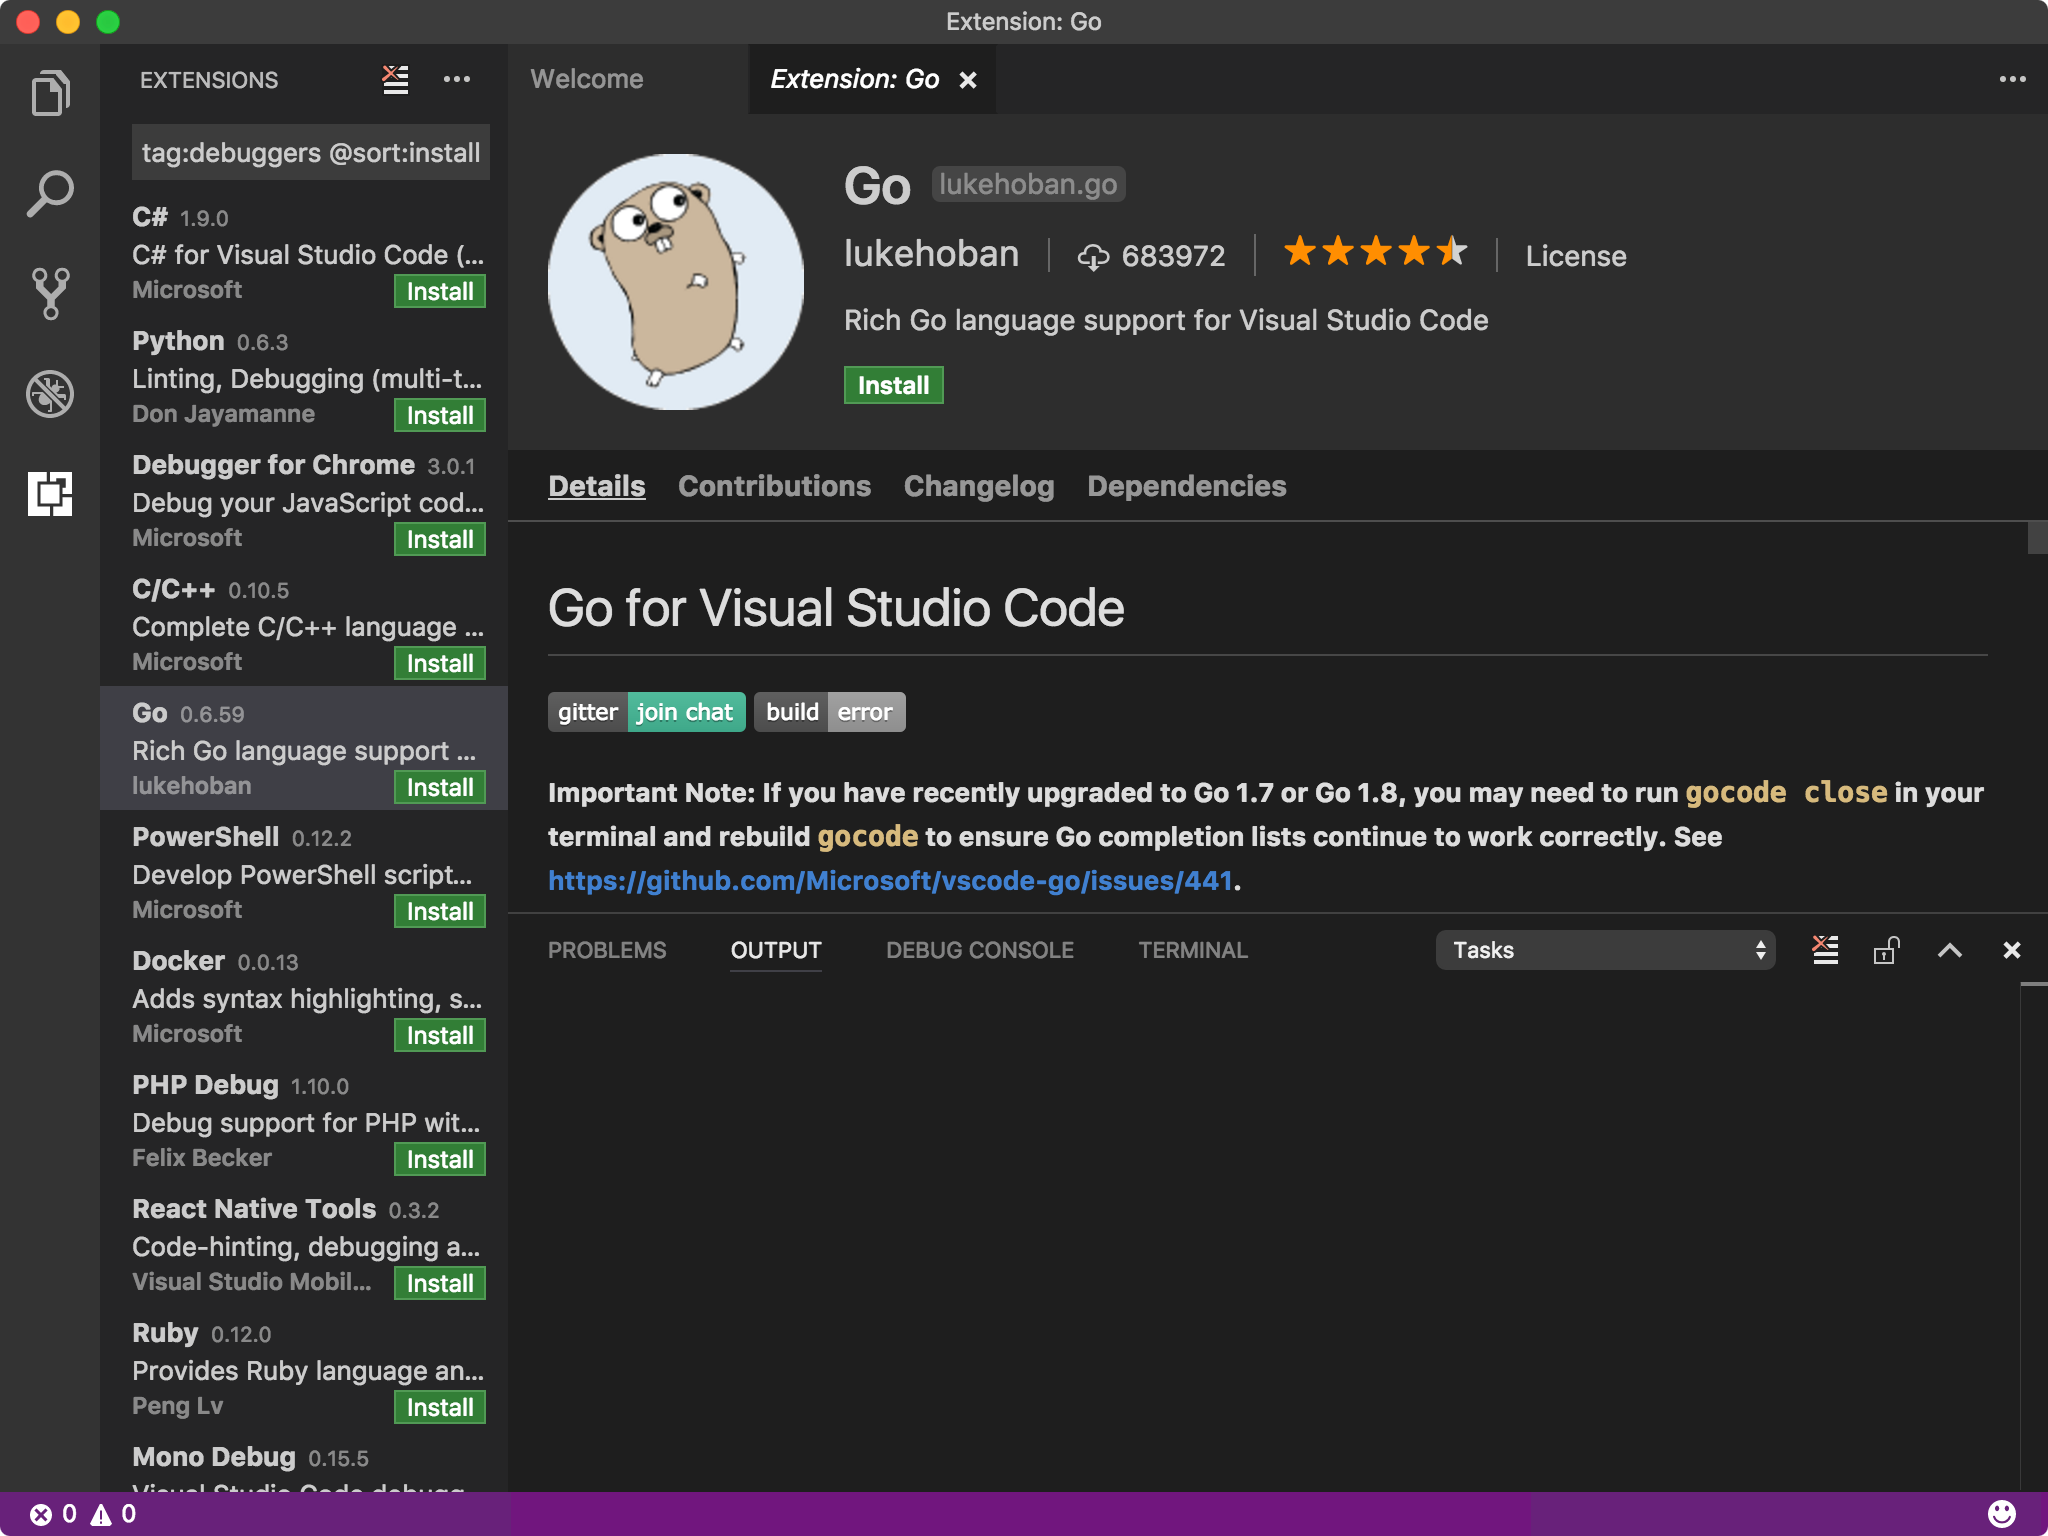 Extension: Go
EXTENSIONS
tag:debuggers @sort:install
C# 1.9.0
C# for Visual Studio Code (...
Microsoft
Install
Python 0.6.3
Linting, Debugging (multi-t...
Don Jayamanne
Install
Debugger for Chrome 3.0.1
Debug your JavaScript cod...
Microsoft
Install
C/C++ 0.10.5
Complete C/C++ language ...
Microsoft
Install
Go 0.6.59
Rich Go language support ...
lukehoban
Install
PowerShell 0.12.2
Develop PowerShell script...
Microsoft
Install
Docker 0.0.13
Adds syntax highlighting, s...
Microsoft
Install
PHP Debug 1.10.0
Debug support for PHP wit...
Felix Becker
Install
React Native Tools 0.3.2
Code-hinting, debugging a...
Visual Studio Mobil...
Install
Ruby 0.12.0
Provides Ruby language an...
Peng Lv
Install
Mono Debug 0.15.5
Visual Studio Code debugg...
Welcome
Extension: Go
Go lukehoban.go
lukehoban 683972 License
Rich Go language support for Visual Studio Code
Install
Details Contributions Changelog Dependencies
Go for Visual Studio Code
gitter join chat build error
Important Note: If you have recently upgraded to Go 1.7 or Go 1.8, you may need to run gocode close in your
terminal and rebuild gocode to ensure Go completion lists continue to work correctly. See
https://github.com/Microsoft/vscode-go/issues/441.
PROBLEMS OUTPUT DEBUG CONSOLE TERMINAL Tasks
0 0